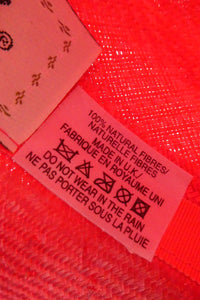 100% NATURAL FIBRES/
NATURELLE FIBRES
MADE IN U.K./
FABRIQUE EN ROYAUME UNI
DO NOT WEAR IN THE RAIN
NE PAS PORTER SOUS LA PLUIE